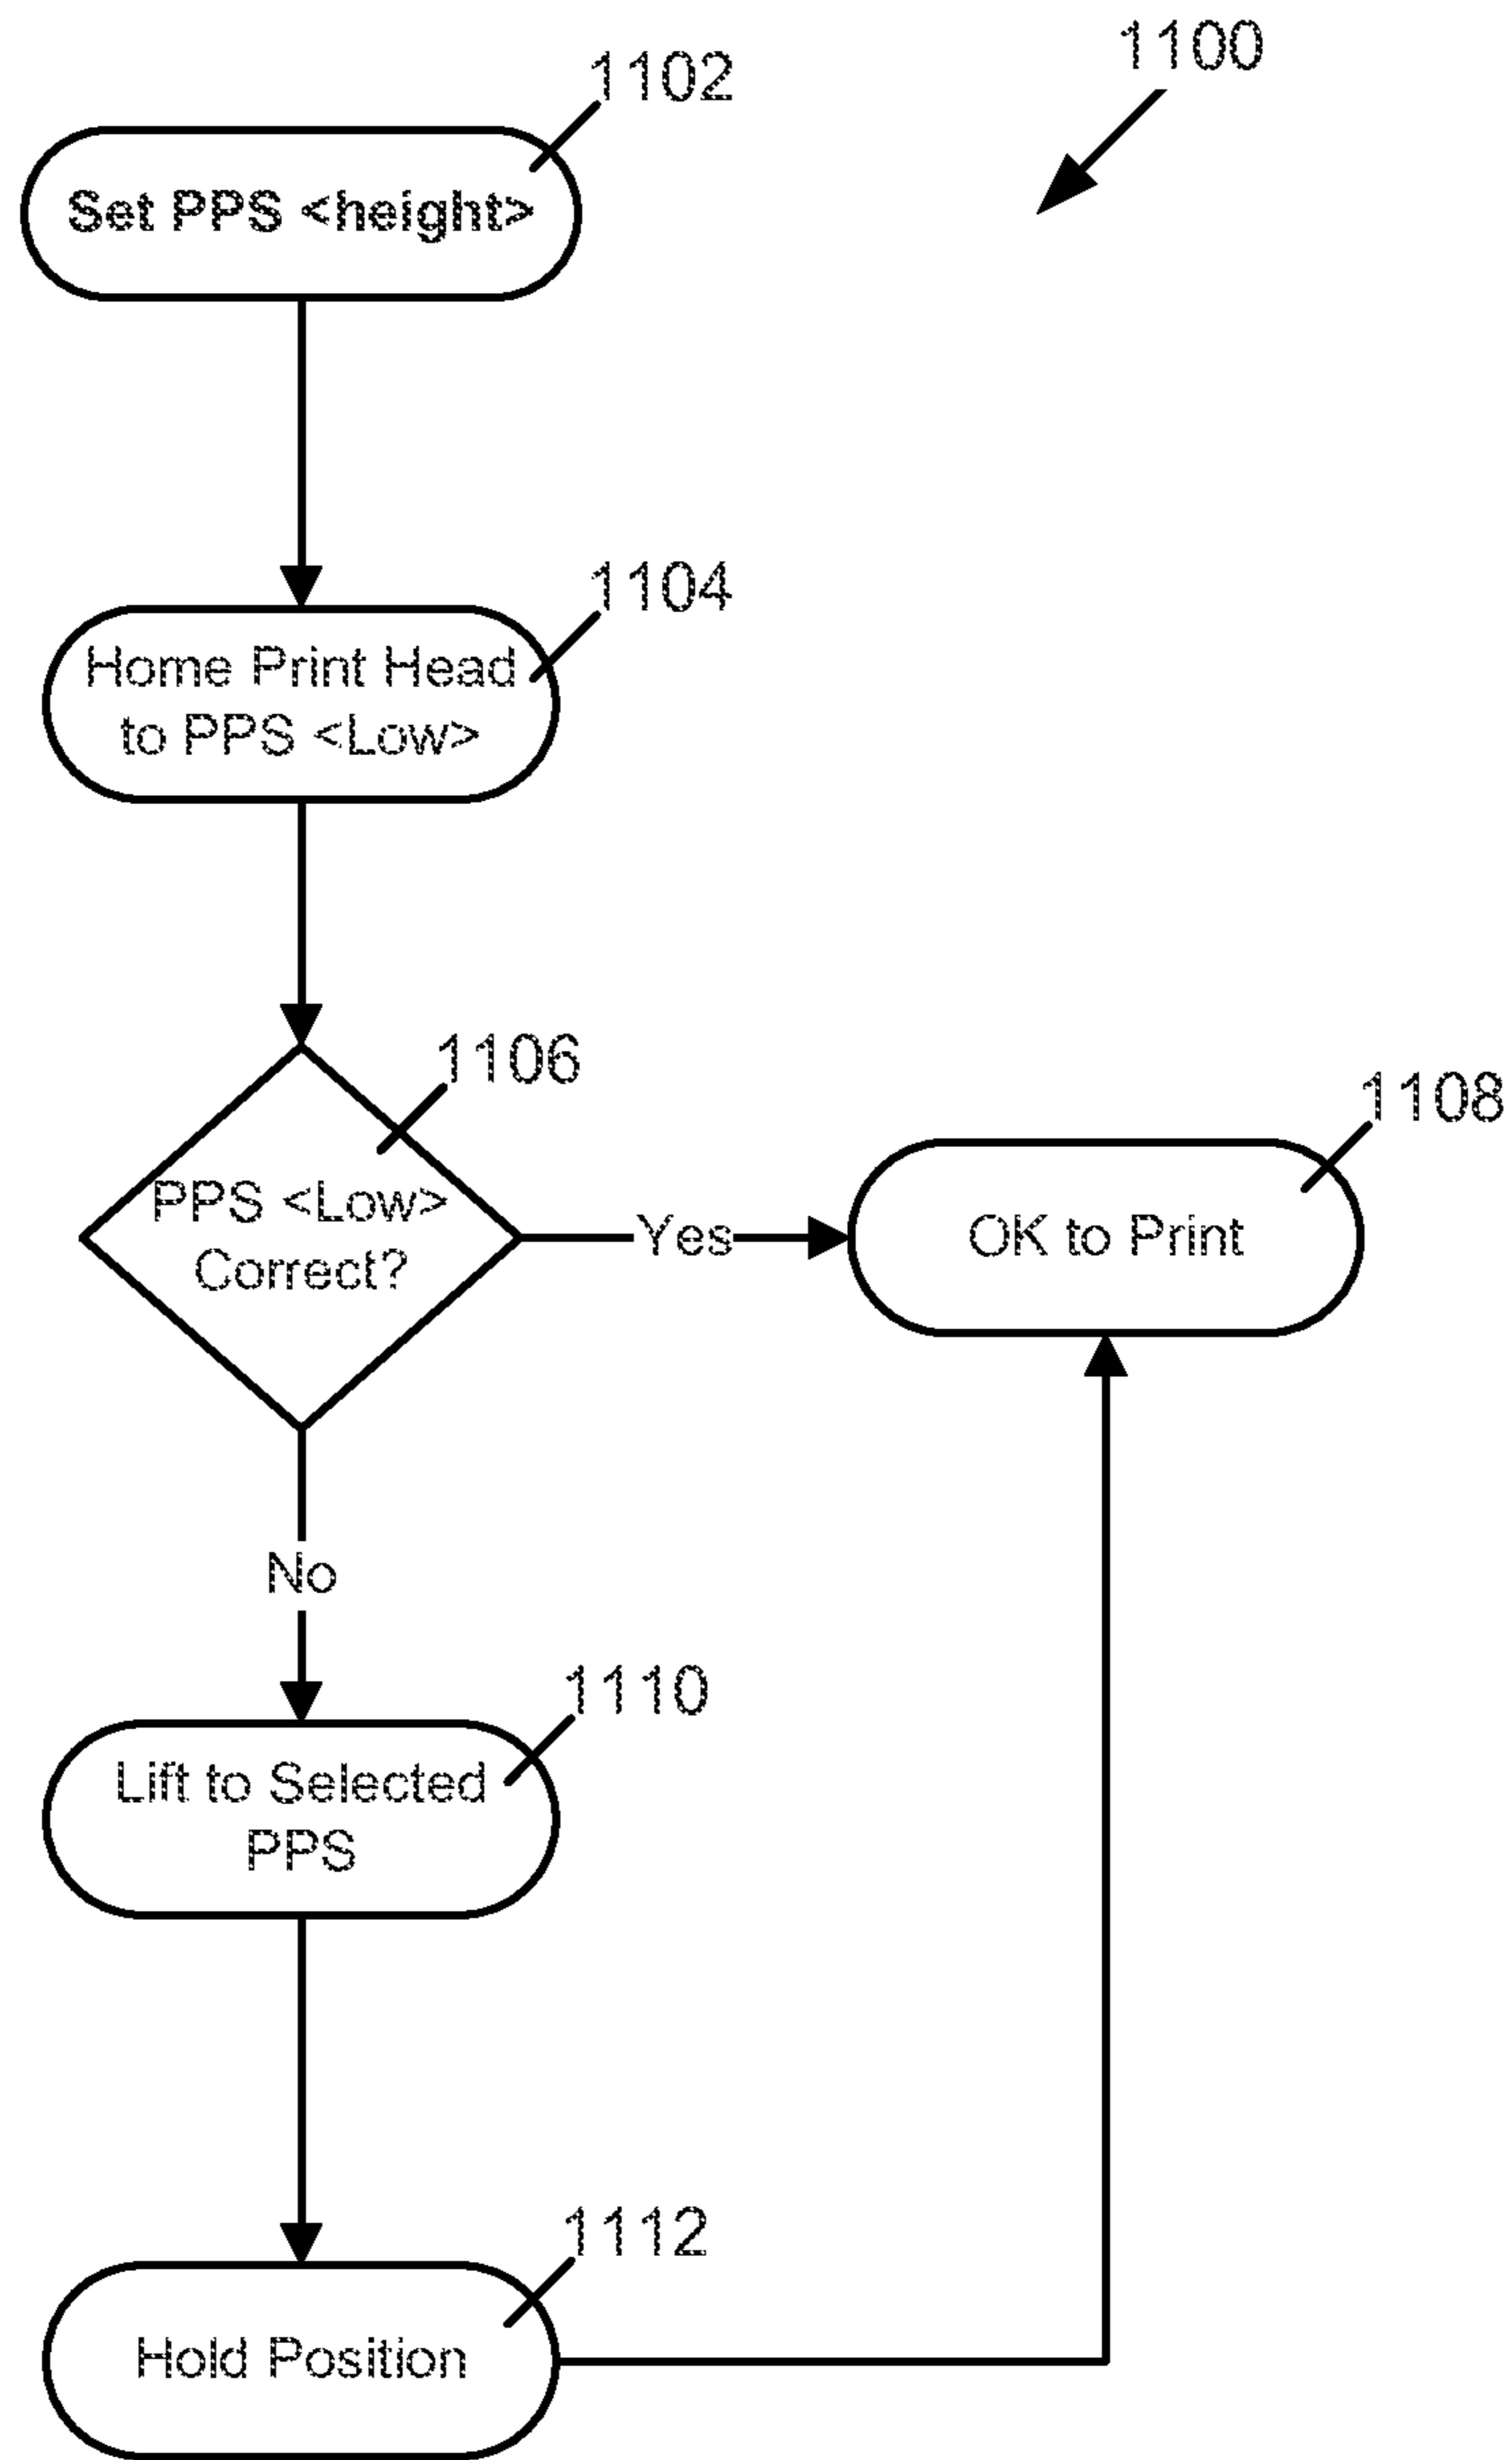 1100
1102
Set PPS <height>
1104
Home Print Head
to PPS <Low>
1106
PPS <Low>
Correct?
Yes
1108
OK to Print
No
1110
Lift to Selected
PPS
1112
Hold Position